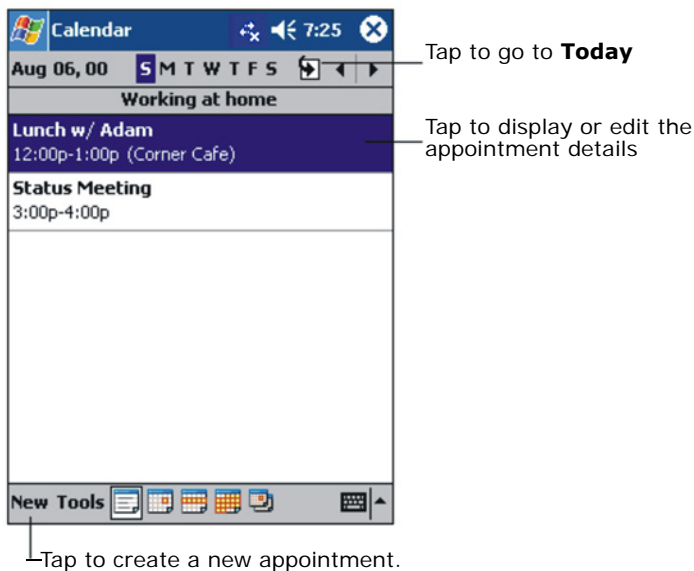 Calendar 7:25
Aug 06, 00 S M T W T F S
Tap to go to Today
Working at home
Lunch w/ Adam
12:00p-1:00p (Corner Cafe)
Tap to display or edit the
appointment details
Status Meeting
3:00p-4:00p
New Tools
Tap to create a new appointment.